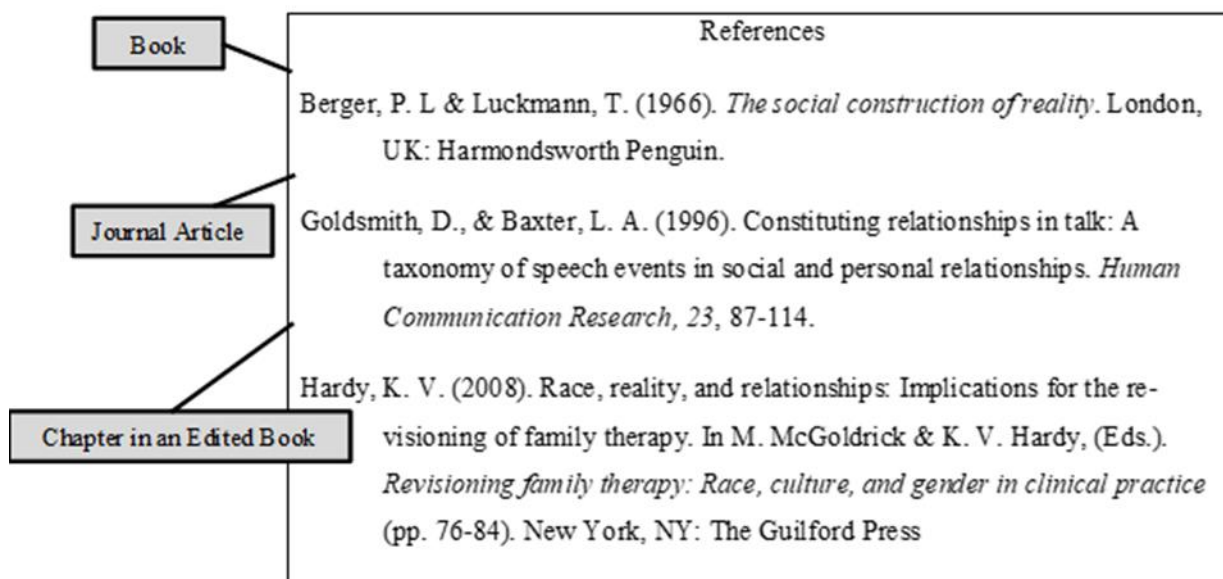 References
Book
Berger, P. L & Luckmann, T. (1966). The social construction of reality. London,
UK: Harmondsworth Penguin.
Journal Article
Goldsmith, D., & Baxter, L. A. (1996). Constituting relationships in talk: A
taxonomy of speech events in social and personal relationships. Human
Communication Research, 23, 87-114.
Chapter in an Edited Book
Hardy, K. V. (2008). Race, reality, and relationships: Implications for the re-
visioning of family therapy. In M. McGoldrick & K. V. Hardy, (Eds.).
Revisioning family therapy: Race, culture, and gender in clinical practice
(pp. 76-84). New York, NY: The Guilford Press